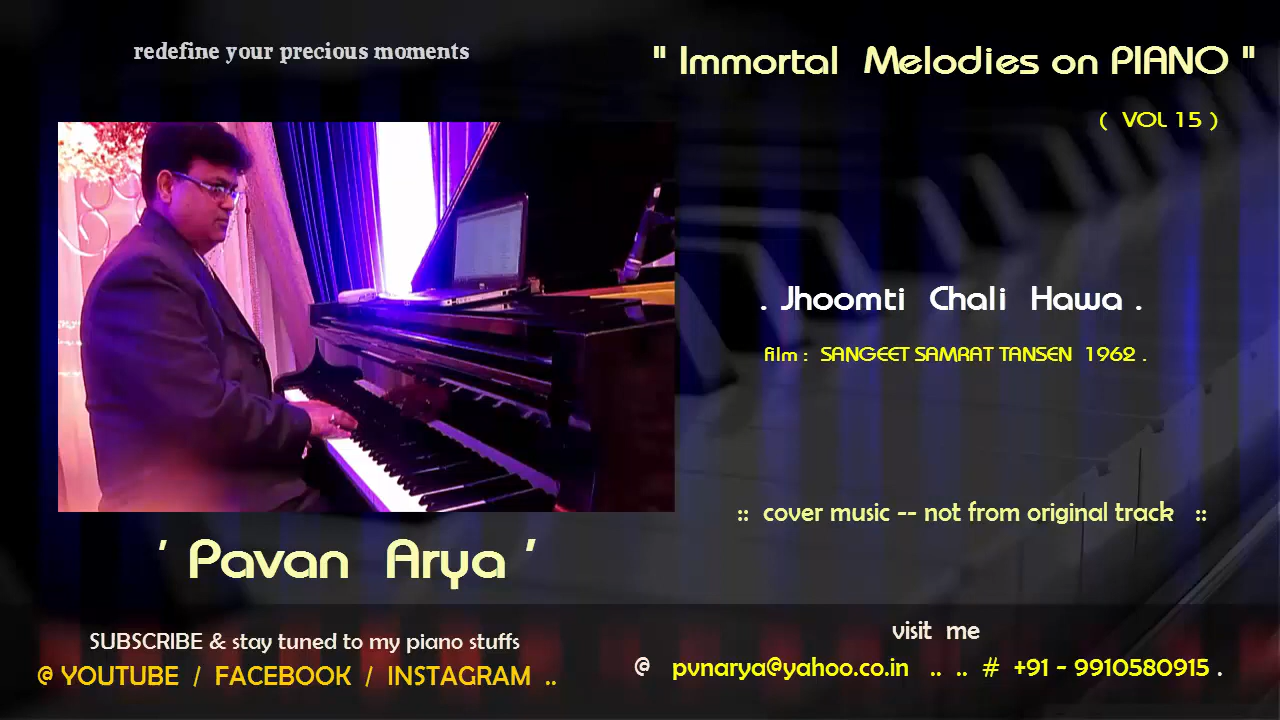 redefine your precious moments
" Immortal Melodies on PIANO "
( VOL 15 )
. Jhoomti Chali Hawa .
film : SANGEET SAMRAT TANSEN 1962 .
:: cover music -- not from original track ::
' Pavan Arya '
SUBSCRIBE & stay tuned to my piano stuffs
@ YOUTUBE / FACEBOOK / INSTAGRAM ..
visit me
@ pvnarya@yahoo.co.in .. .. # +91 - 9910580915 .